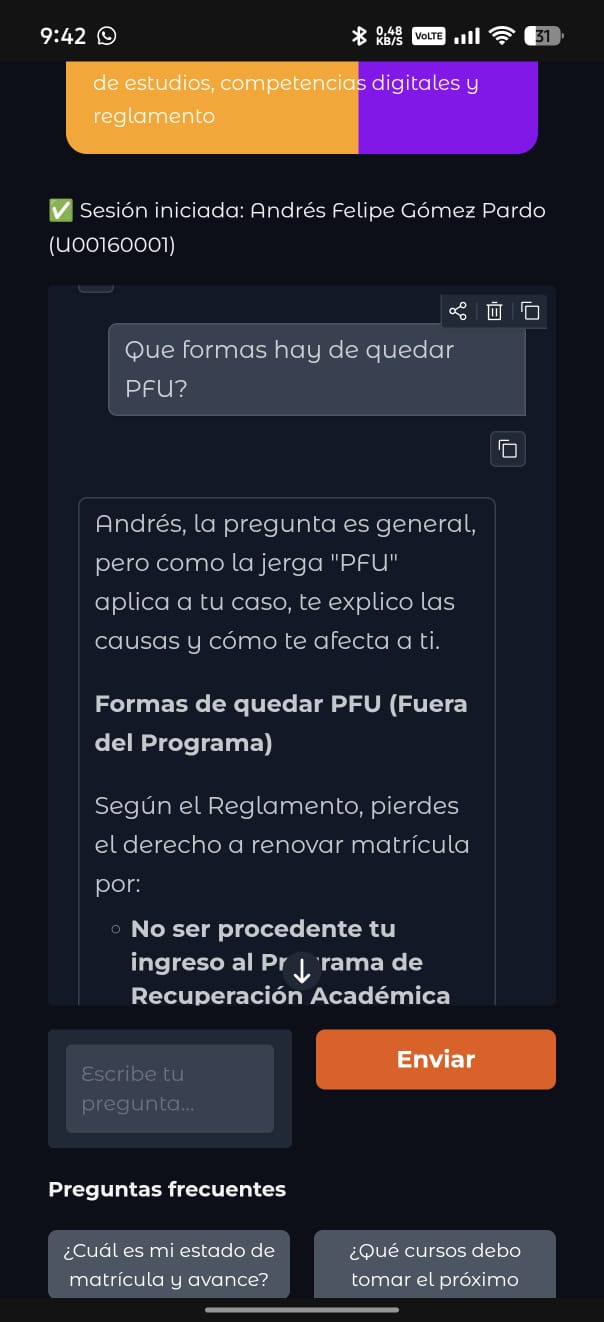 9:42
0,48
KB/S
VoLTE
31
de estudios, competencias digitales y
reglamento
Sesión iniciada: Andrés Felipe Gómez Pardo
(U00160001)
Que formas hay de quedar
PFU?
Andrés, la pregunta es general,
pero como la jerga "PFU"
aplica a tu caso, te explico las
causas y cómo te afecta a ti.
Formas de quedar PFU (Fuera
del Programa)
Según el Reglamento, pierdes
el derecho a renovar matrícula
por:
No ser procedente tu
ingreso al Programa de
Recuperación Académica
Escribe tu
pregunta...
Enviar
Preguntas frecuentes
¿Cuál es mi estado de
matrícula y avance?
¿Qué cursos debo
tomar el próximo